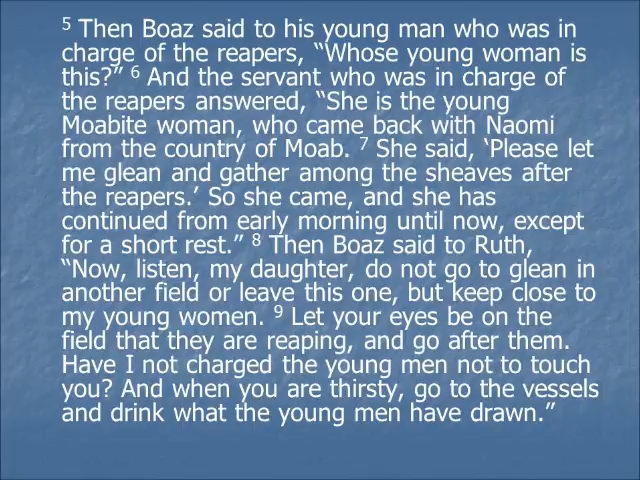 5 Then Boaz said to his young man who was in
charge of the reapers, “Whose young woman is
this?” 6 And the servant who was in charge of
the reapers answered, “She is the young
Moabite woman, who came back with Naomi
from the country of Moab. 7 She said, ‘Please let
me glean and gather among the sheaves after
the reapers.’ So she came, and she has
continued from early morning until now, except
for a short rest.” 8 Then Boaz said to Ruth,
“Now, listen, my daughter, do not go to glean in
another field or leave this one, but keep close to
my young women. 9 Let your eyes be on the
field that they are reaping, and go after them.
Have I not charged the young men not to touch
you? And when you are thirsty, go to the vessels
and drink what the young men have drawn.”